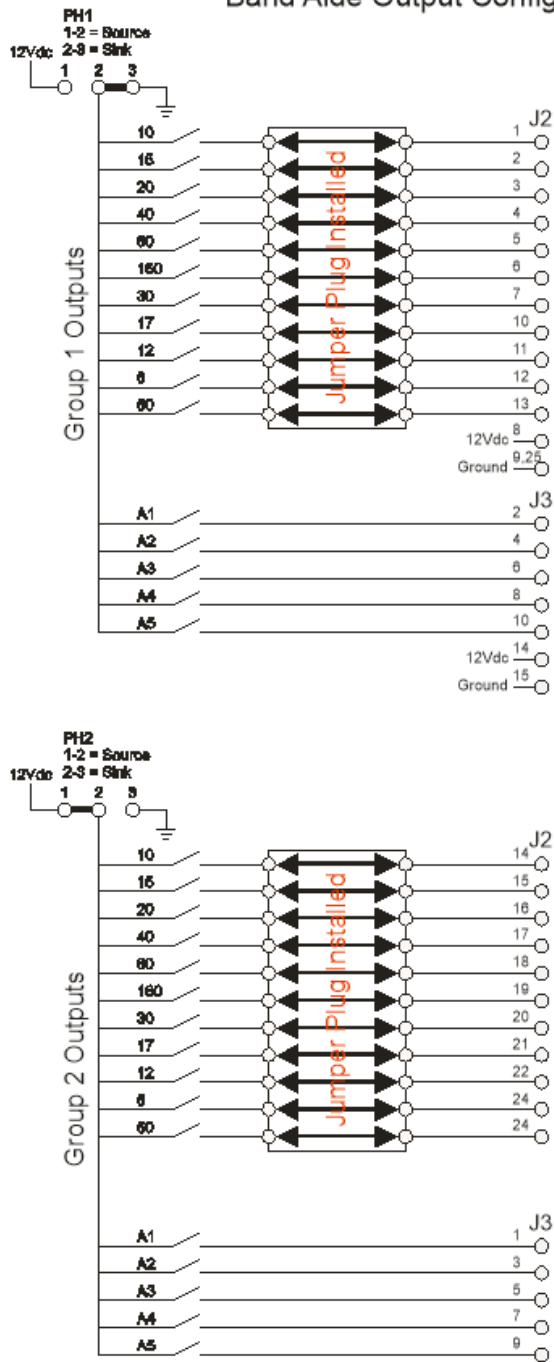 Band Aide Output Config
PH1
1-2 = Source
12Vdc 2-3 = Sink
1 2 3
J2
10 1
15 2
20 3
40 4
80 5
160 6
30 7
17 10
12 11
6 12
60 13
Jumper Plug Installed
Group 1 Outputs
12Vdc 8
Ground 9,25
J3
A1 2
A2 4
A3 6
A4 8
A5 10
12Vdc 14
Ground 15
PH2
1-2 = Source
12Vdc 2-3 = Sink
1 2 3
J2
10 14
15 15
20 16
40 17
80 18
160 19
30 20
17 21
12 22
6 24
60 24
Jumper Plug Installed
Group 2 Outputs
J3
A1 1
A2 3
A3 5
A4 7
A5 9